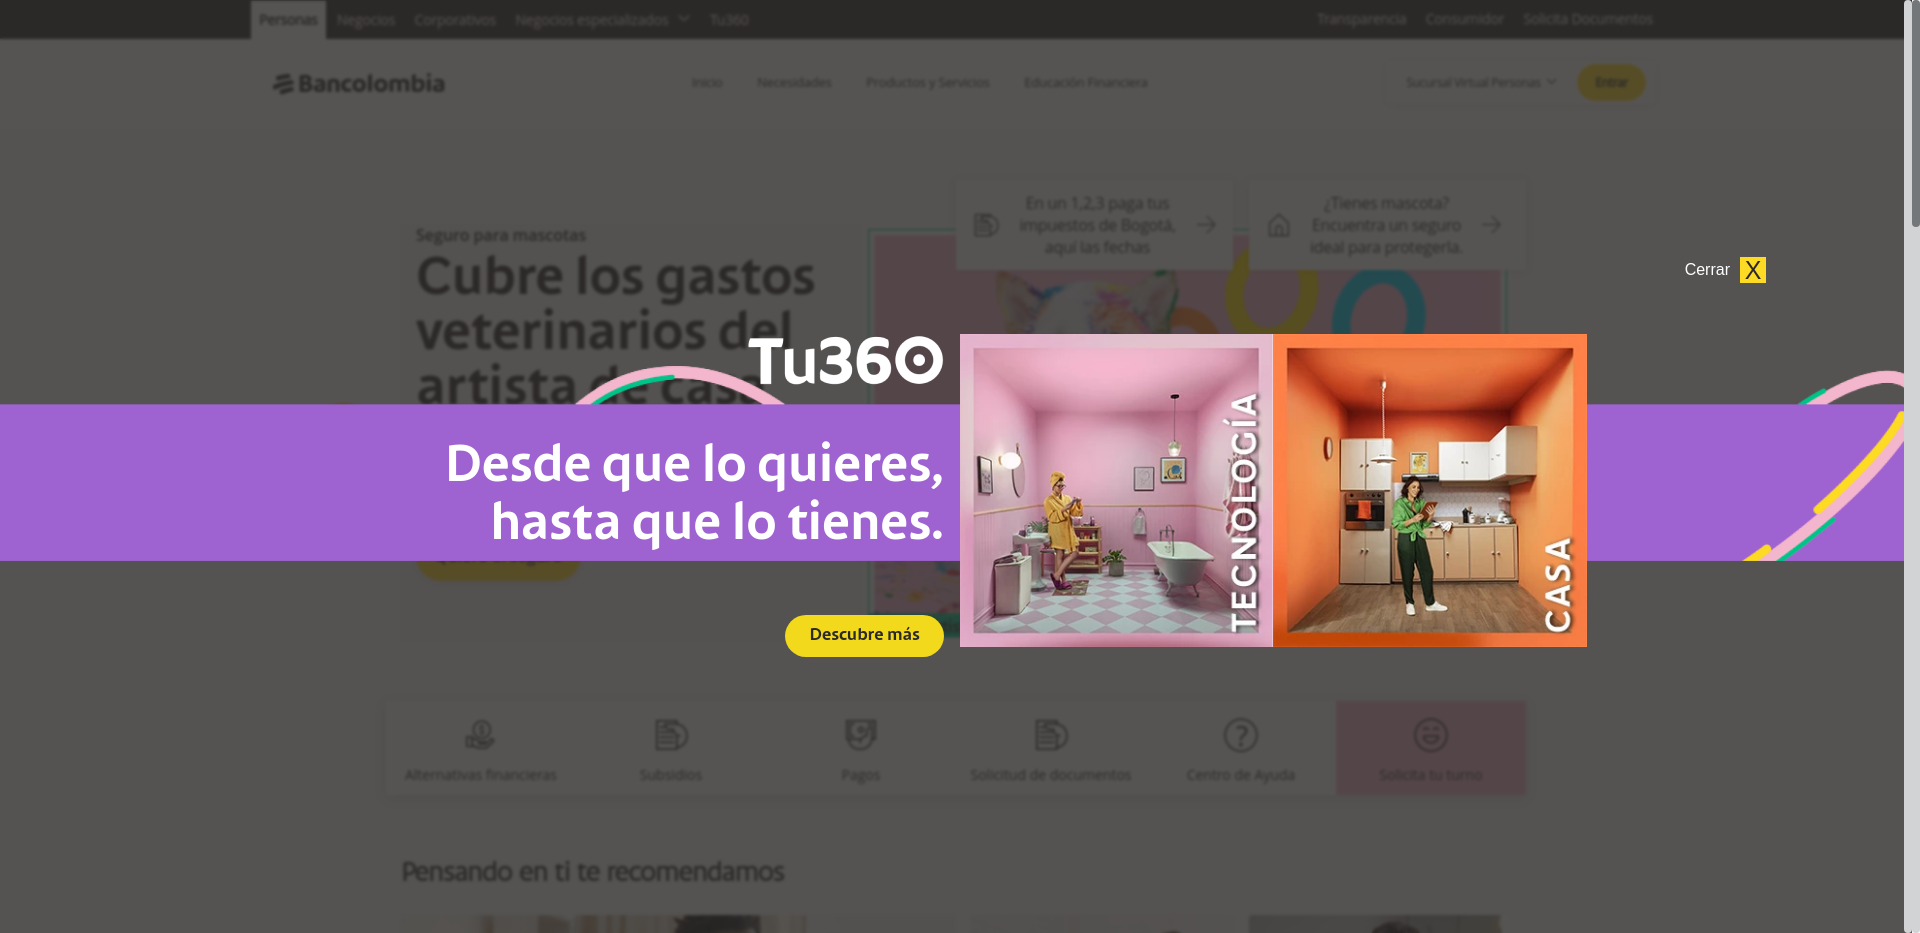 Personas
Negocios
Corporativos
Negocios especializados
Tu360
Transparencia
Consumidor
Solicita Documentos
Bancolombia
Inicio
Necesidades
Productos y Servicios
Educación Financiera
Sucursal Virtual Personas
Entrar
En un 1,2,3 paga tus
impuestos de Bogotá,
aquí las fechas
¿Tienes mascota?
Encuentra un seguro
ideal para protegerla.
Seguro para mascotas
Cubre los gastos
veterinarios del
artista de casa
Cerrar X
Tu360
Desde que lo quieres,
hasta que lo tienes.
TECNOLOGÍA
CASA
Descubre más
Alternativas financieras
Subsidios
Pagos
Solicitud de documentos
Centro de Ayuda
Solicita tu turno
Pensando en ti te recomendamos